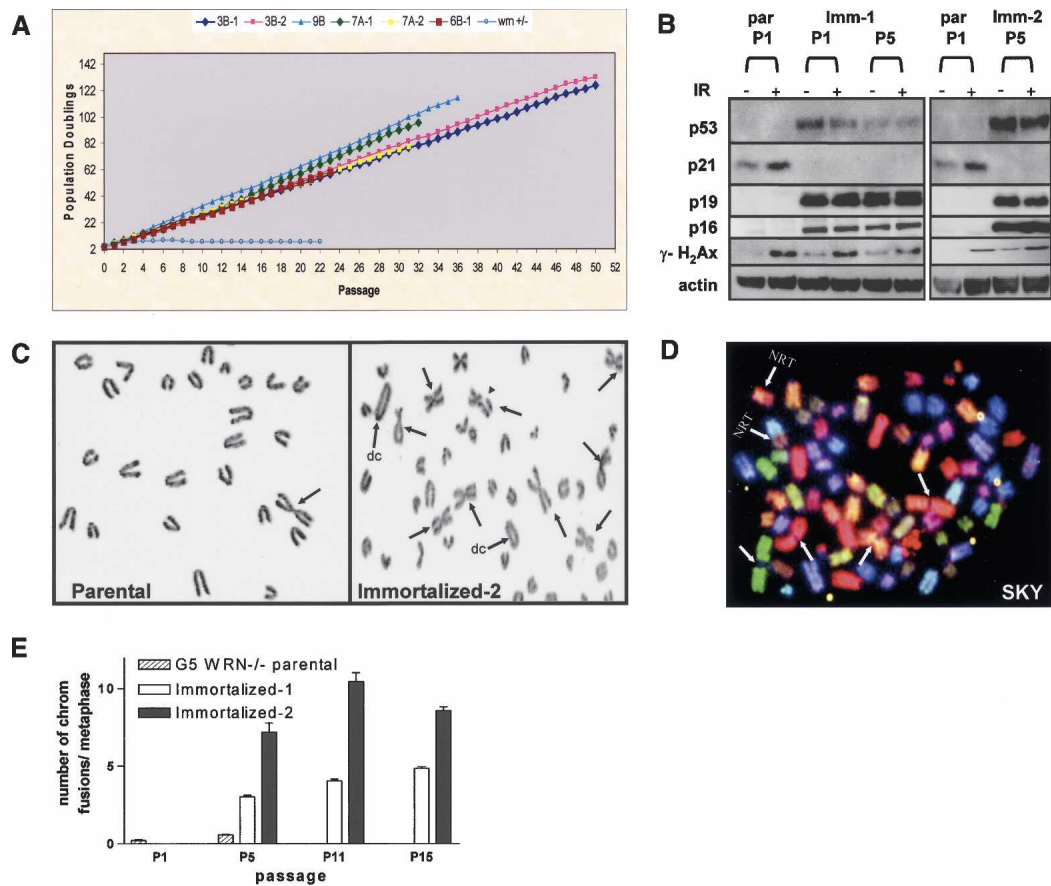 A
3B-1 3B-2 9B 7A-1 7A-2 6B-1 wm +/-
Population Doublings
142
122
102
82
62
42
22
2
0 2 4 6 8 10 12 14 16 18 20 22 24 26 28 30 32 34 36 38 40 42 44 46 48 50 52
Passage
B
par Imm-1 par Imm-2
P1 P1 P5 P1 P5
IR - + - + - + - + - +
p53
p21
p19
p16
γ- H2Ax
actin
C
dc
dc
Parental
Immortalized-2
D
NRT
NRT
SKY
E
G5 WRN-/- parental
Immortalized-1
Immortalized-2
number of chrom
fusions/ metaphase
10
5
0
P1 P5 P11 P15
passage